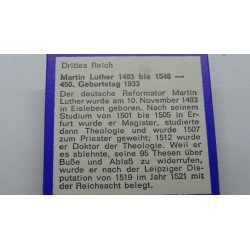 Drittes Reich
Martin Luther 1483 bis 1546 —
450. Geburtstag 1933
Der deutsche Reformator Martin
Luther wurde am 10. November 1483
in Eisleben geboren. Nach seinem
Studium von 1501 bis 1505 in Er-
furt wurde er Magister, studierte
dann Theologie und wurde 1507
zum Priester geweiht; 1512 wurde
er Doktor der Theologie. Weil er
es ablehnte, seine 95 Thesen über
Buße und Ablaß zu widerrufen,
wurde er nach der Leipziger Dis-
putation von 1519 im Jahr 1521 mit
der Reichsacht belegt.